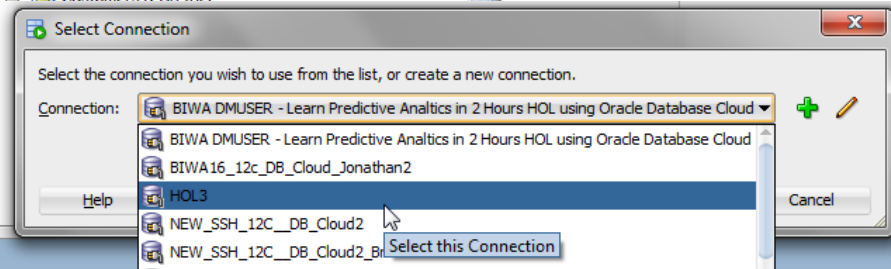 Select Connection
Select the connection you wish to use from the list, or create a new connection.
Connection: BIWA DMUSER - Learn Predictive Analtics in 2 Hours HOL using Oracle Database Cloud
BIWA DMUSER - Learn Predictive Analtics in 2 Hours HOL using Oracle Database Cloud
BIWA16_12c_DB_Cloud_Jonathan2
Help HOL3 Cancel
NEW_SSH_12C__DB_Cloud2
NEW_SSH_12C__DB_Cloud2_Br
Select this Connection